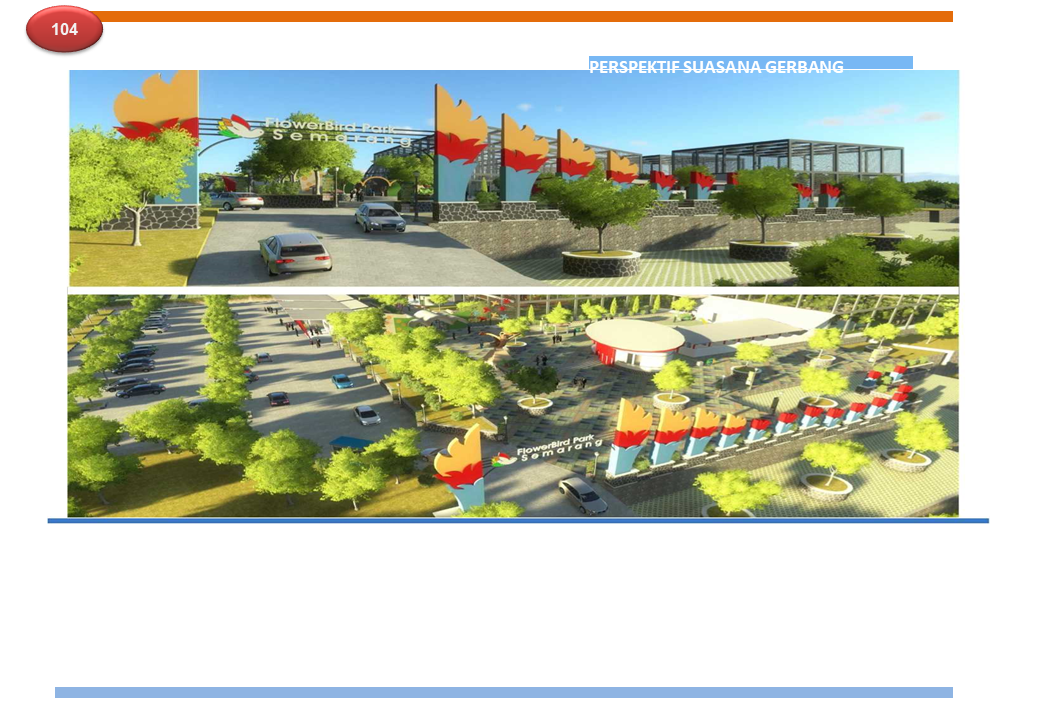 104
PERSPEKTIF SUASANA GERBANG
FlowerBird Park
Semarang
FlowerBird Park
Semarang